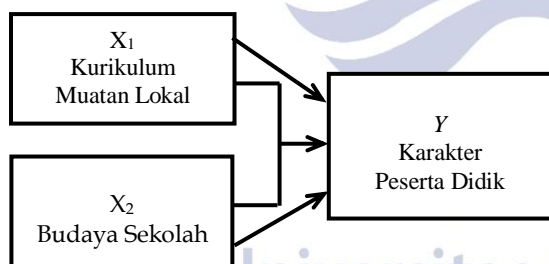 X₁
Kurikulum
Muatan Lokal
X₂
Budaya Sekolah
Y
Karakter
Peserta Didik